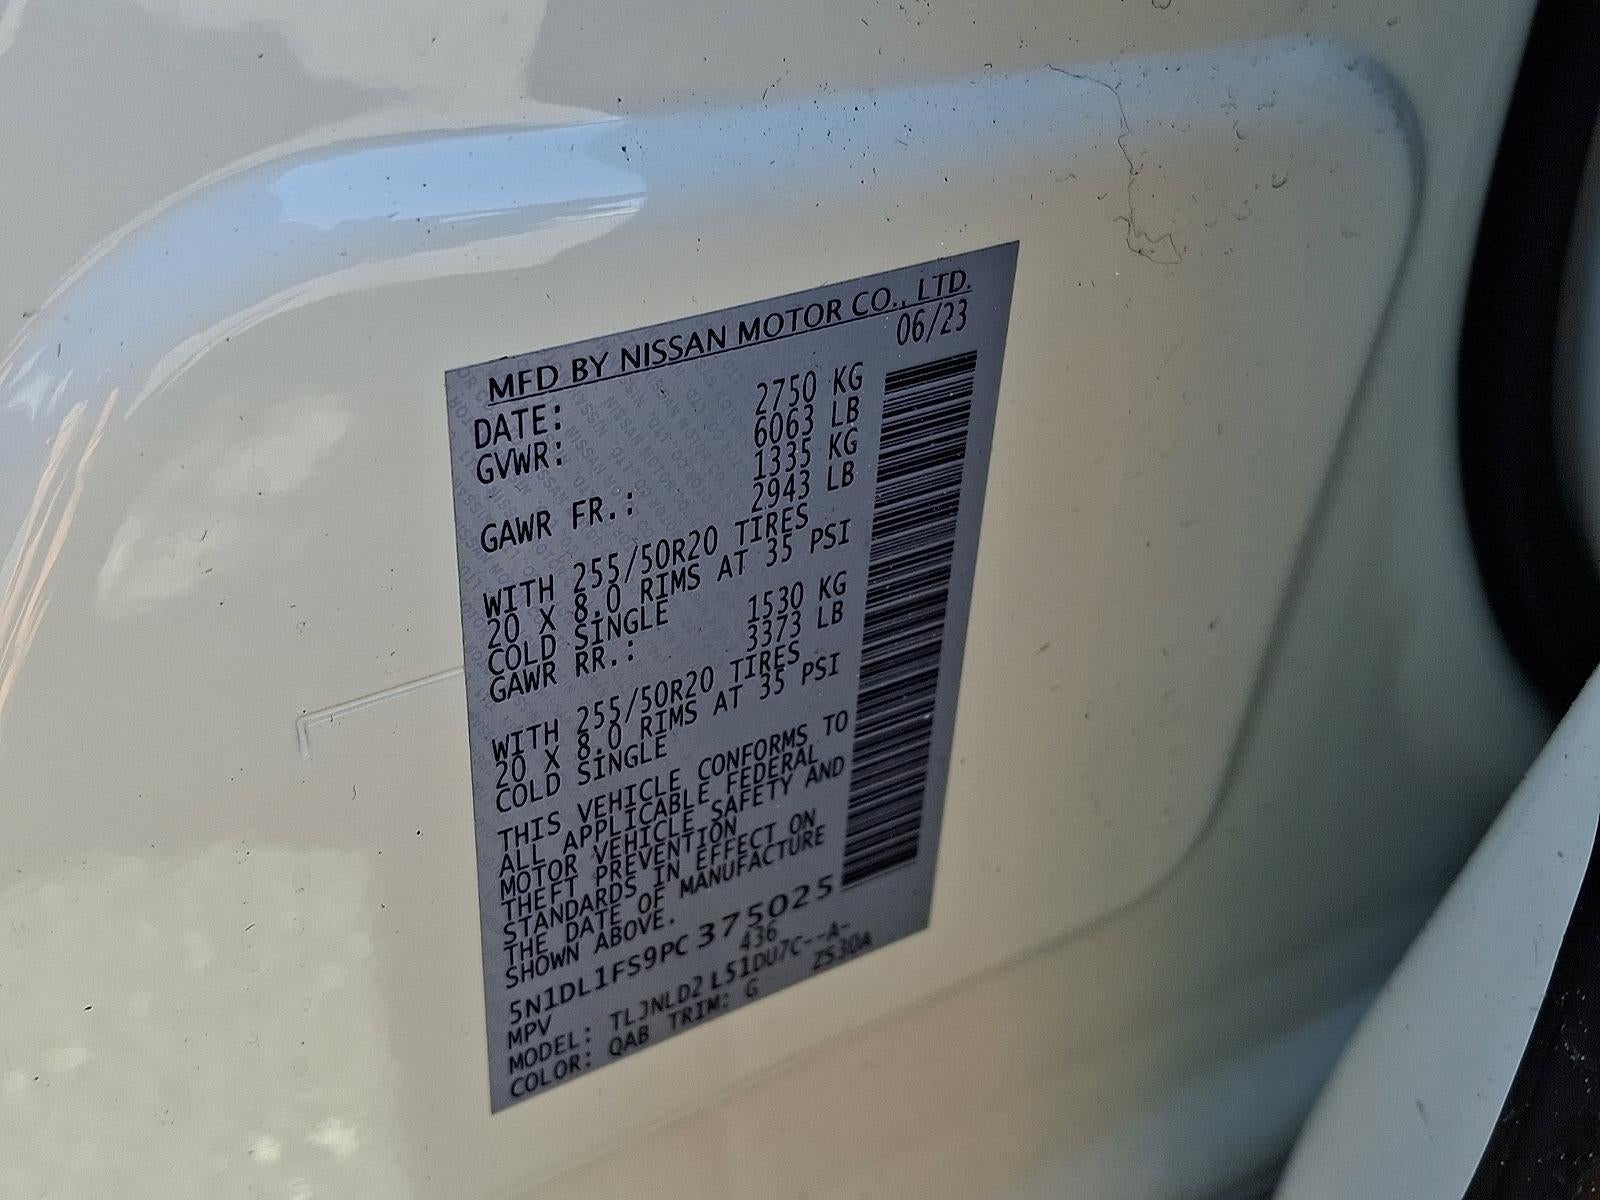 MFD BY NISSAN MOTOR CO., LTD.
DATE: 06/23
GVWR: 2750 KG
6063 LB
GAWR FR.: 1335 KG
2943 LB
WITH 255/50R20 TIRES
20 X 8.0 RIMS AT 35 PSI
COLD SINGLE
GAWR RR.: 1530 KG
3373 LB
WITH 255/50R20 TIRES
20 X 8.0 RIMS AT 35 PSI
COLD SINGLE
THIS VEHICLE CONFORMS TO
ALL APPLICABLE FEDERAL
MOTOR VEHICLE SAFETY AND
THEFT PREVENTION
STANDARDS IN EFFECT ON
THE DATE OF MANUFACTURE
SHOWN ABOVE.
5N1DL1FS9PC 375025
MPV 436
MODEL: TLJNLD2 L51DU7C--A-
COLOR: QAB TRIM: G ZS30A